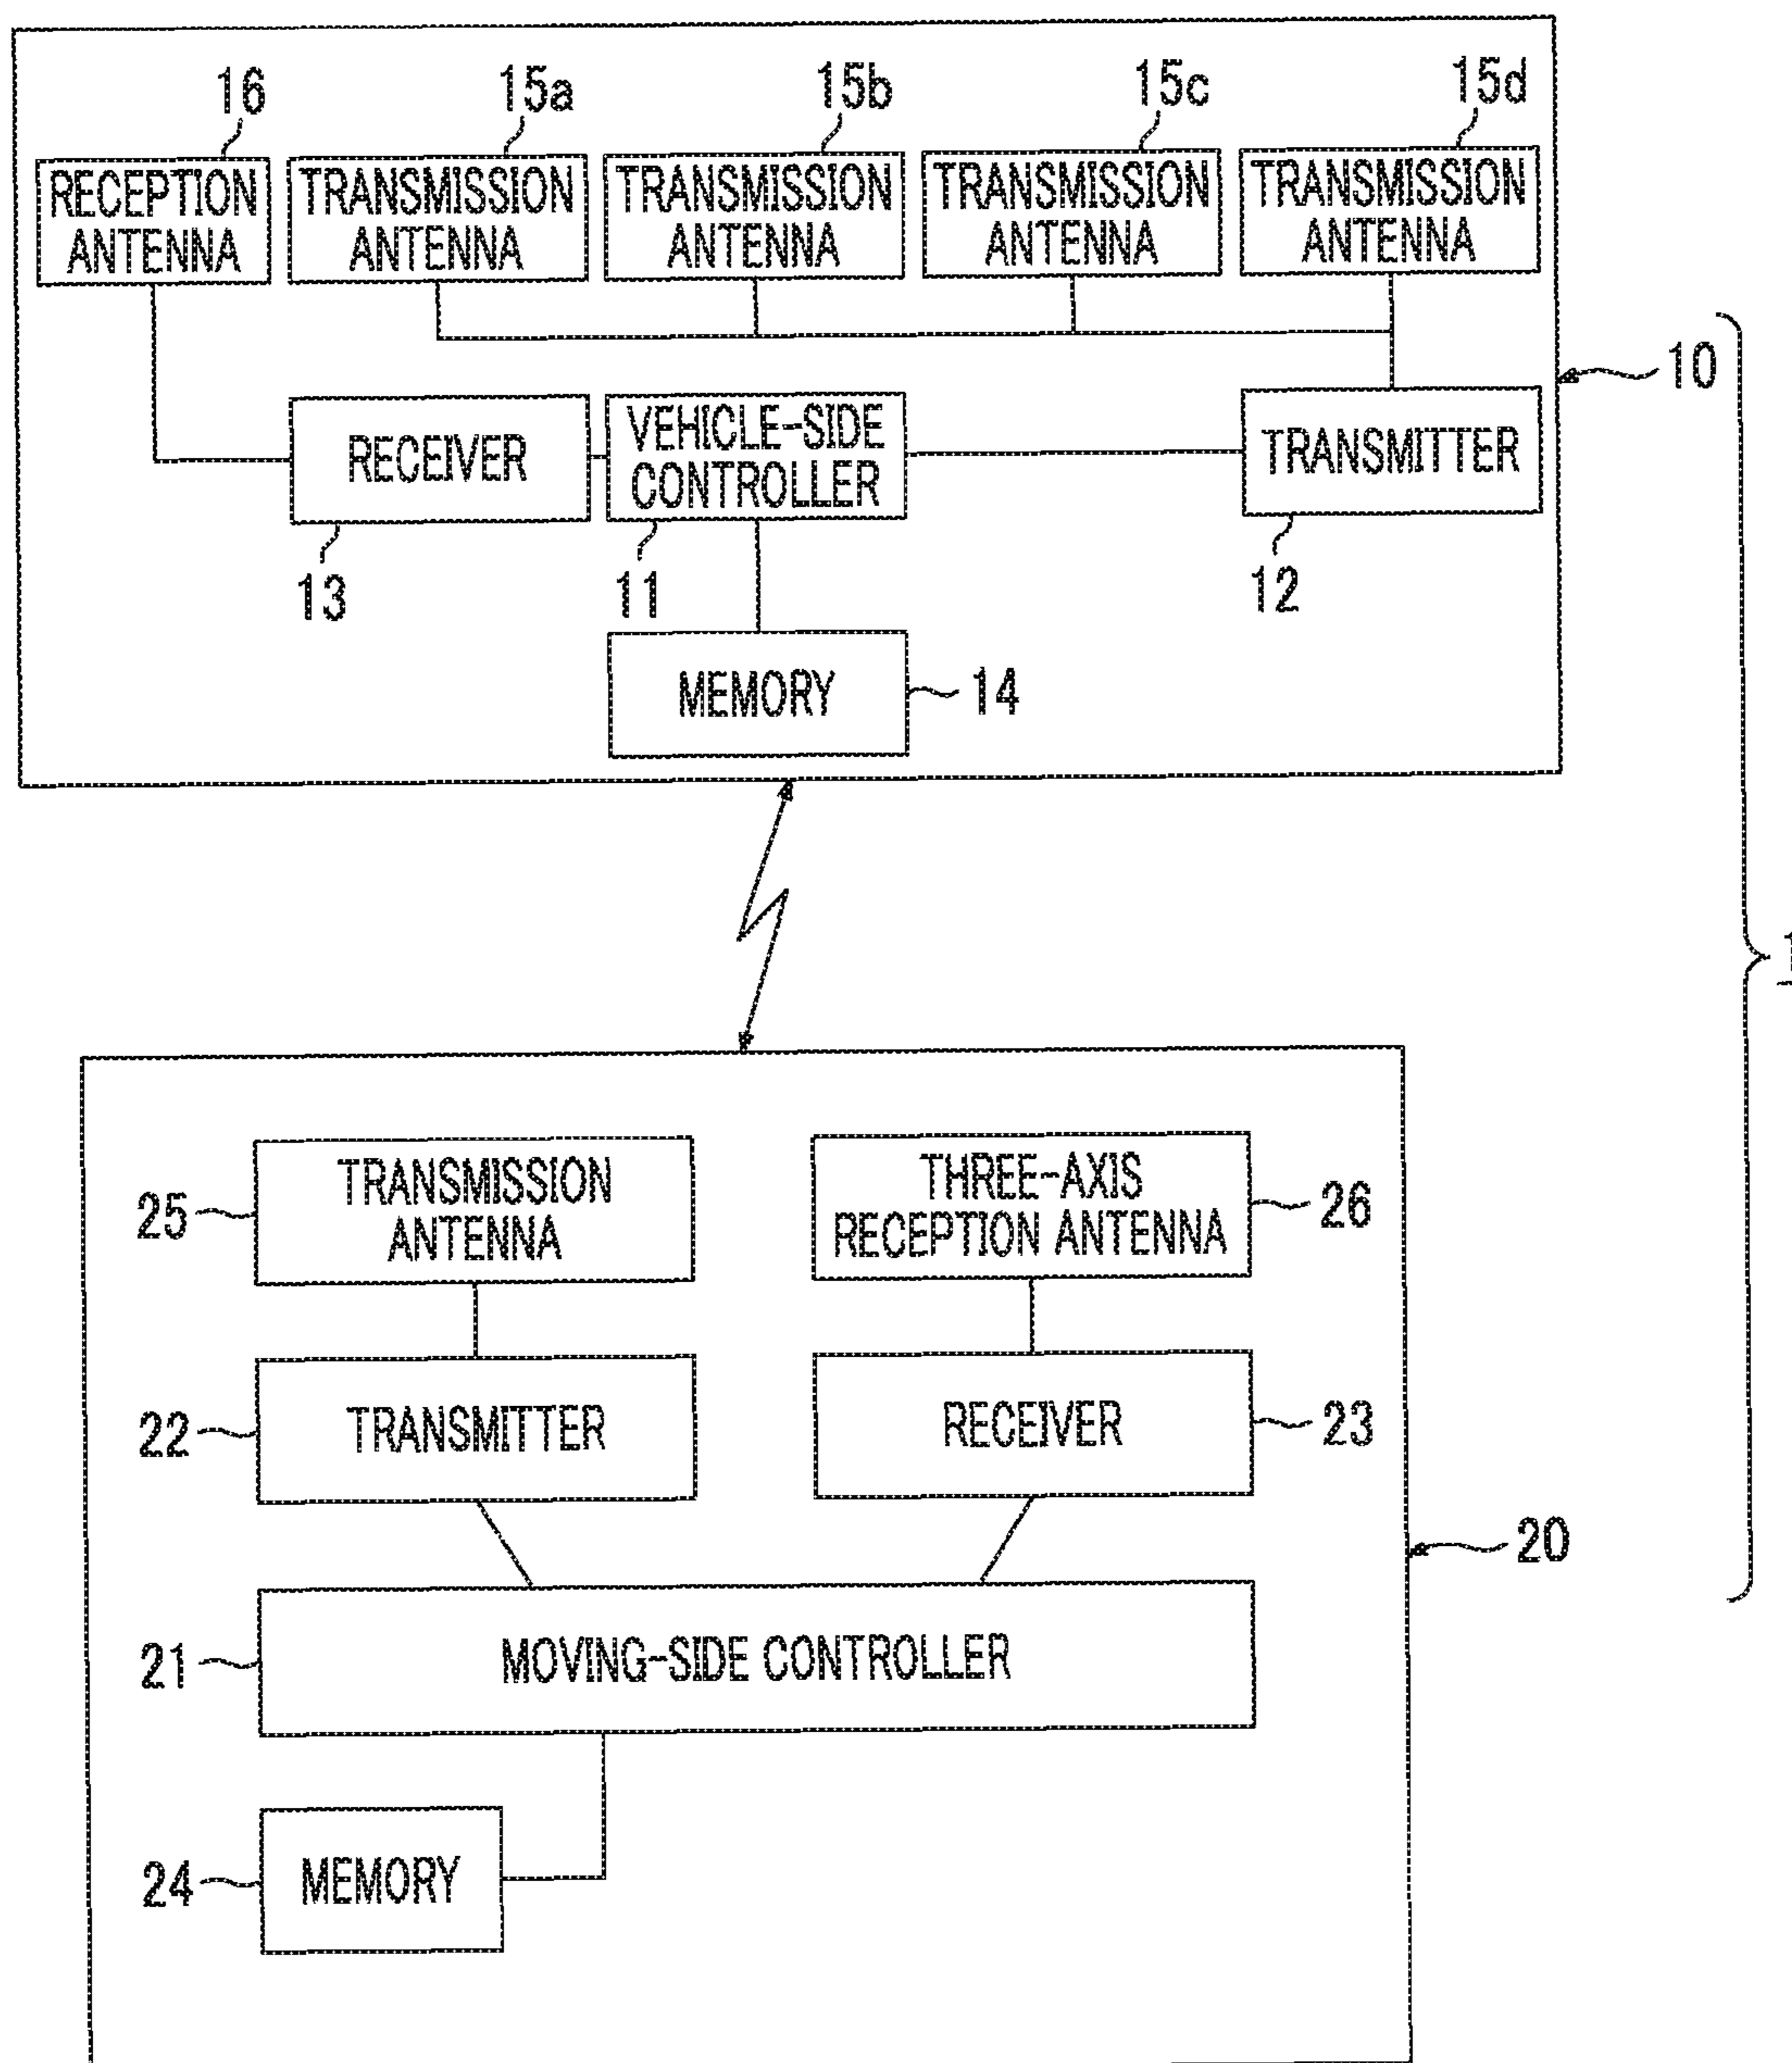 16
15a
15b
15c
15d
RECEPTION
ANTENNA
TRANSMISSION
ANTENNA
TRANSMISSION
ANTENNA
TRANSMISSION
ANTENNA
TRANSMISSION
ANTENNA
10
RECEIVER
VEHICLE-SIDE
CONTROLLER
TRANSMITTER
13
11
12
MEMORY
14
1
25
TRANSMISSION
ANTENNA
THREE-AXIS
RECEPTION ANTENNA
26
22
TRANSMITTER
RECEIVER
23
20
21
MOVING-SIDE CONTROLLER
24
MEMORY